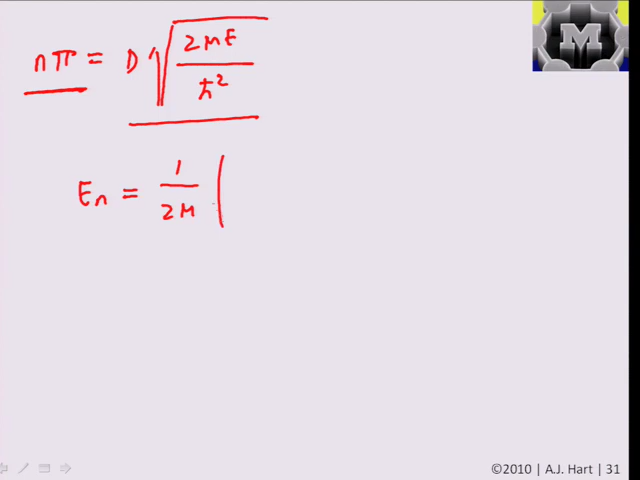 nπ = D √(2ME / ħ²)
Eₙ = 1 / 2M (
M
©2010 | A.J. Hart | 31